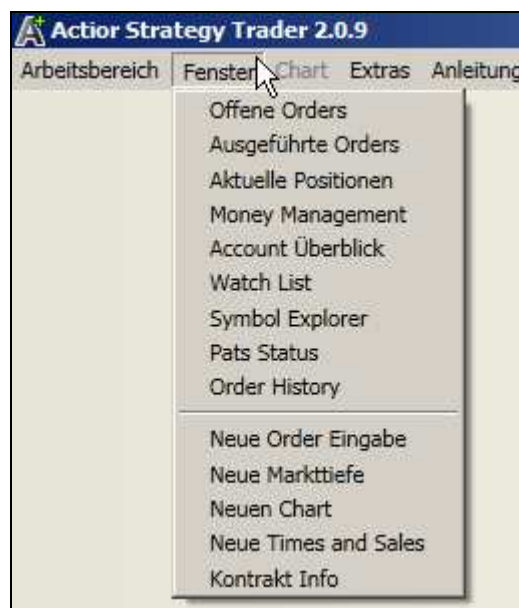 Actior Strategy Trader 2.0.9
Arbeitsbereich Fenster Chart Extras Anleitung
Offene Orders
Ausgeführte Orders
Aktuelle Positionen
Money Management
Account Überblick
Watch List
Symbol Explorer
Pats Status
Order History
Neue Order Eingabe
Neue Markttiefe
Neuen Chart
Neue Times and Sales
Kontrakt Info